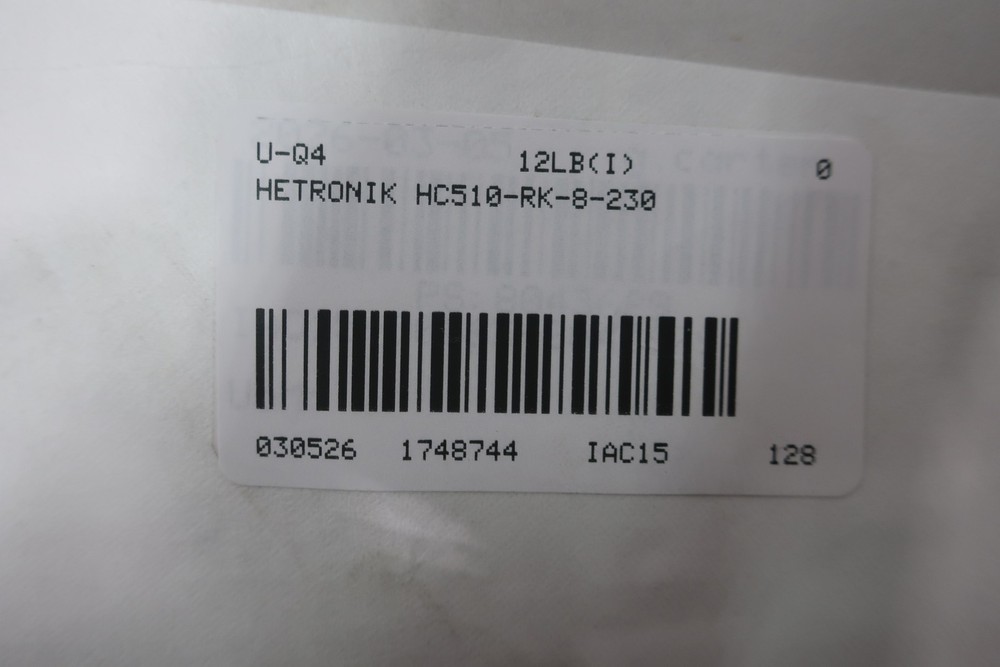 U-Q4 12LB(I) 0
HETRONIK HC510-RK-8-230
030526 1748744 IAC15 128